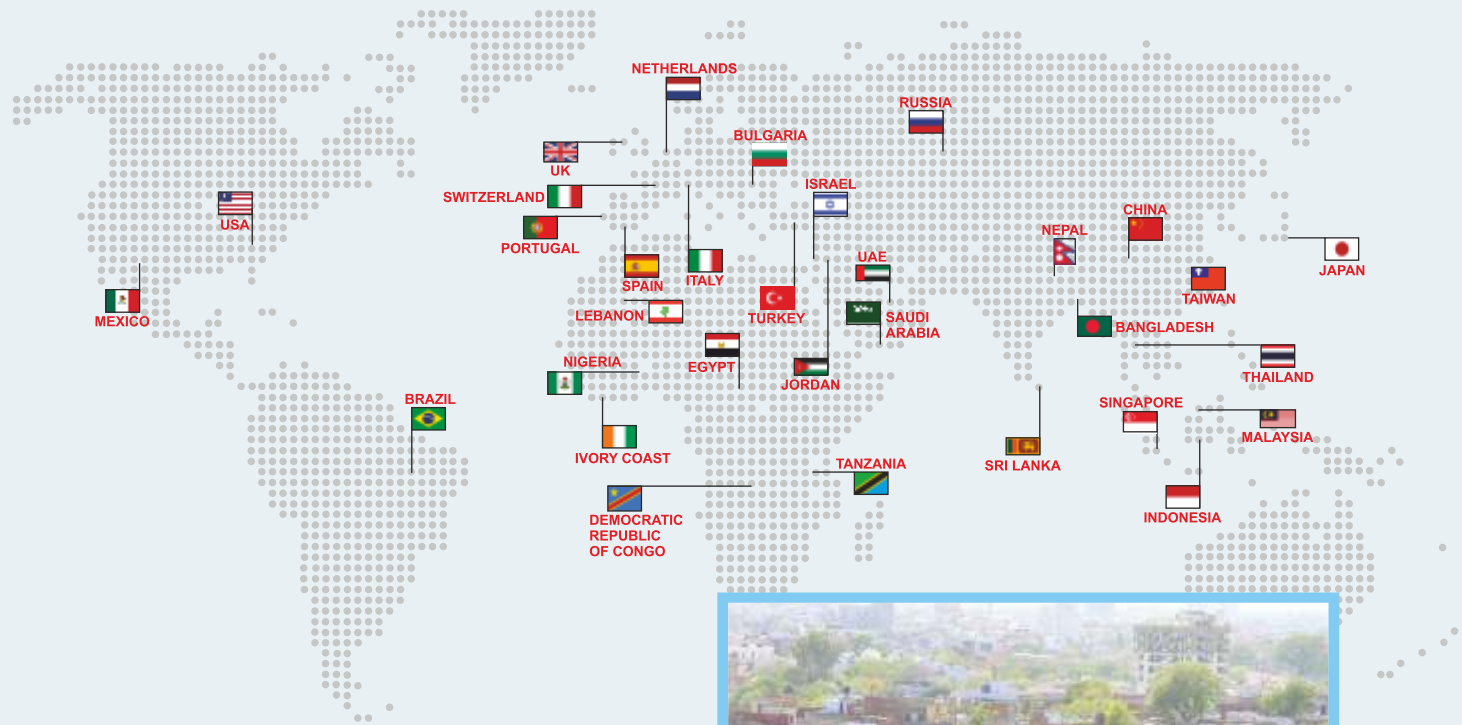 NETHERLANDS
RUSSIA
BULGARIA
UK
ISRAEL
SWITZERLAND
CHINA
USA
NEPAL
PORTUGAL
UAE
JAPAN
SPAIN
ITALY
TAIWAN
MEXICO
LEBANON
TURKEY
SAUDI
ARABIA
BANGLADESH
NIGERIA
EGYPT
JORDAN
THAILAND
BRAZIL
SINGAPORE
MALAYSIA
IVORY COAST
TANZANIA
SRI LANKA
DEMOCRATIC
REPUBLIC
OF CONGO
INDONESIA